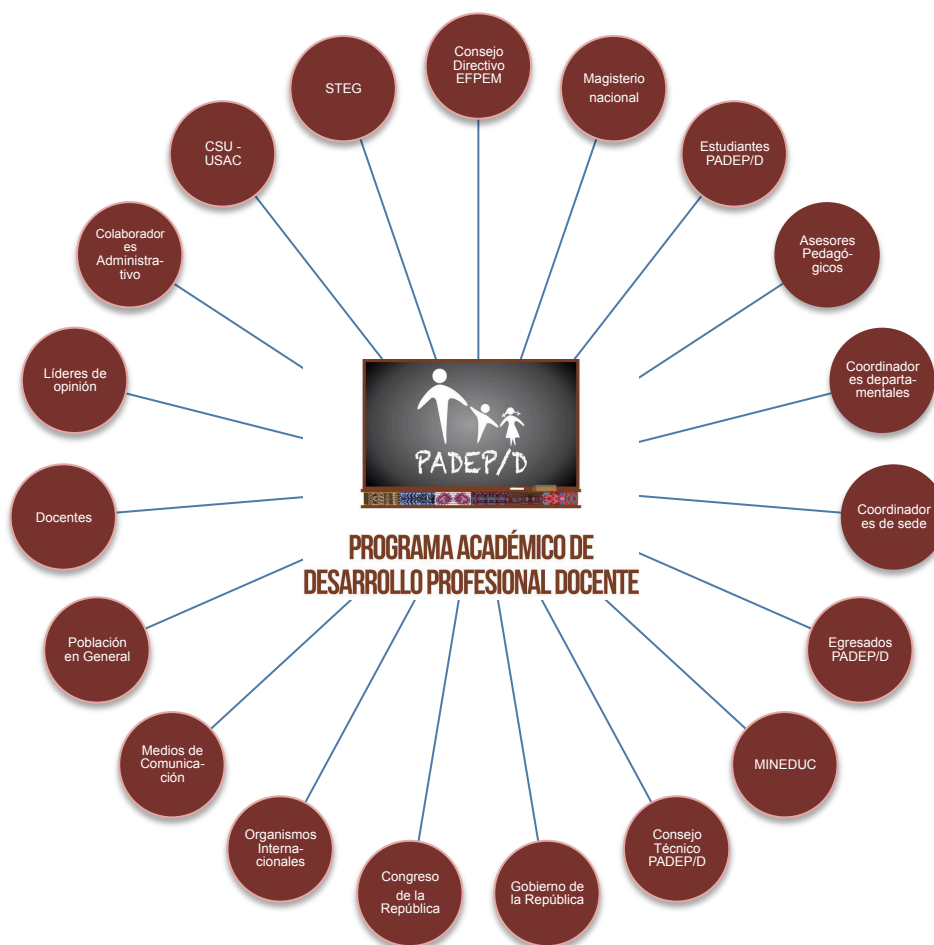 Consejo
Directivo
EFPEM
Magisterio
nacional
Estudiantes
PADEP/D
Asesores
Pedagó-
gicos
Coordinador
es departa-
mentales
Coordinador
es de sede
Egresados
PADEP/D
MINEDUC
Consejo
Técnico
PADEP/D
Gobierno de
la República
Congreso
de la
República
Organismos
Interna-
cionales
Medios de
Comunica-
ción
Población
en General
Docentes
Líderes de
opinión
Colaborador
es
Administra-
tivo
CSU -
USAC
STEG
PADEP/D
PROGRAMA ACADÉMICO DE
DESARROLLO PROFESIONAL DOCENTE